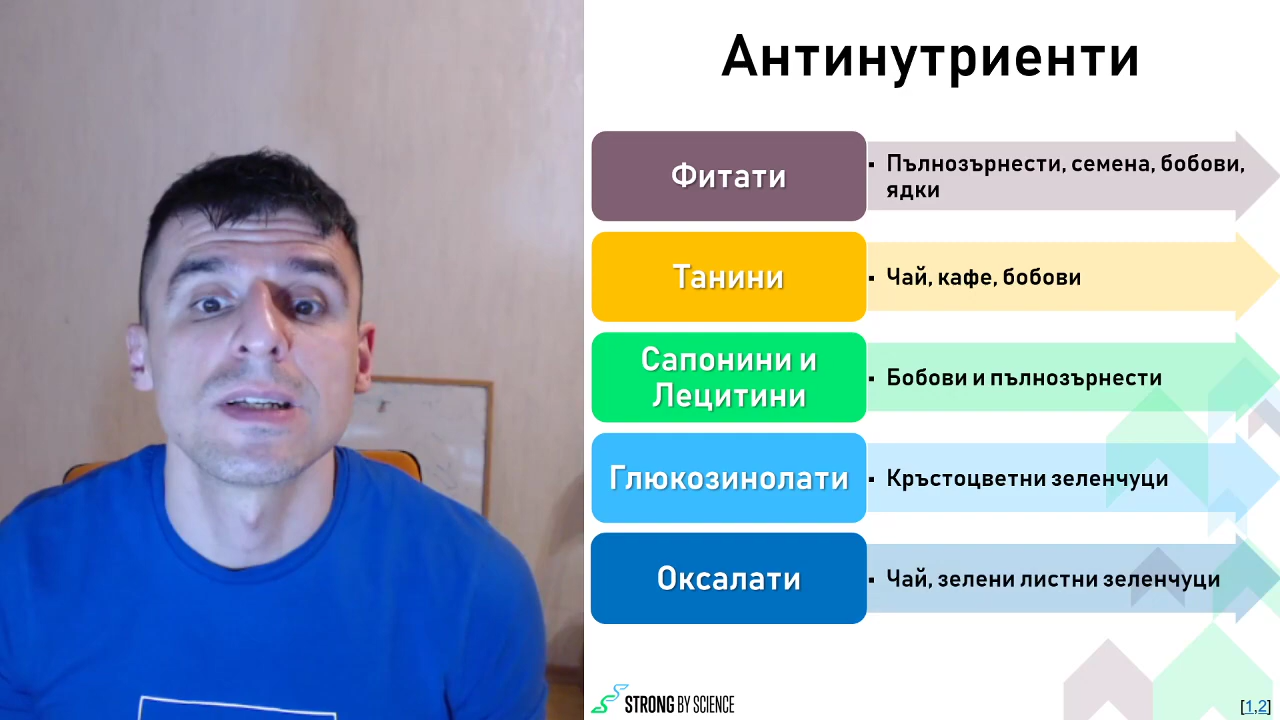 Антинутриенти
Фитати
▪ Пълнозърнести, семена, бобови,
ядки
Танини
▪ Чай, кафе, бобови
Сапонини и
Лецитини
▪ Бобови и пълнозърнести
Глюкозинолати
▪ Кръстоцветни зеленчуци
Оксалати
▪ Чай, зелени листни зеленчуци
STRONG BY SCIENCE
[1,2]